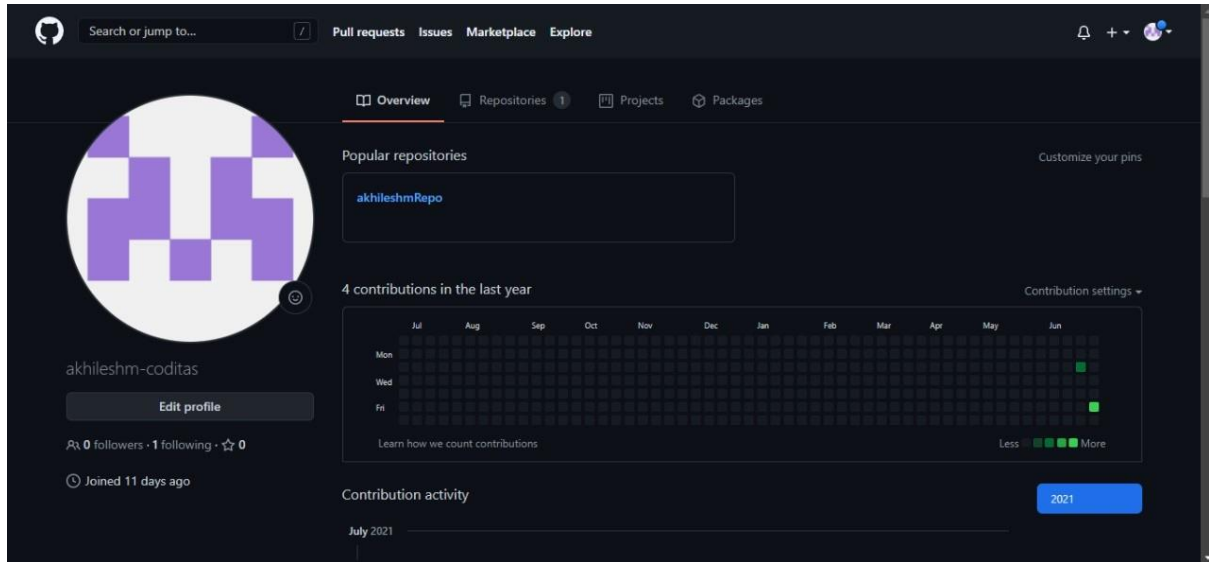 Search or jump to... /
Pull requests Issues Marketplace Explore
Overview Repositories 1 Projects Packages
Popular repositories Customize your pins
akhileshmRepo
4 contributions in the last year Contribution settings
Jul Aug Sep Oct Nov Dec Jan Feb Mar Apr May Jun
Mon
Wed
Fri
Learn how we count contributions Less More
akhileshm-coditas
Edit profile
0 followers · 1 following · 0
Joined 11 days ago
Contribution activity 2021
July 2021